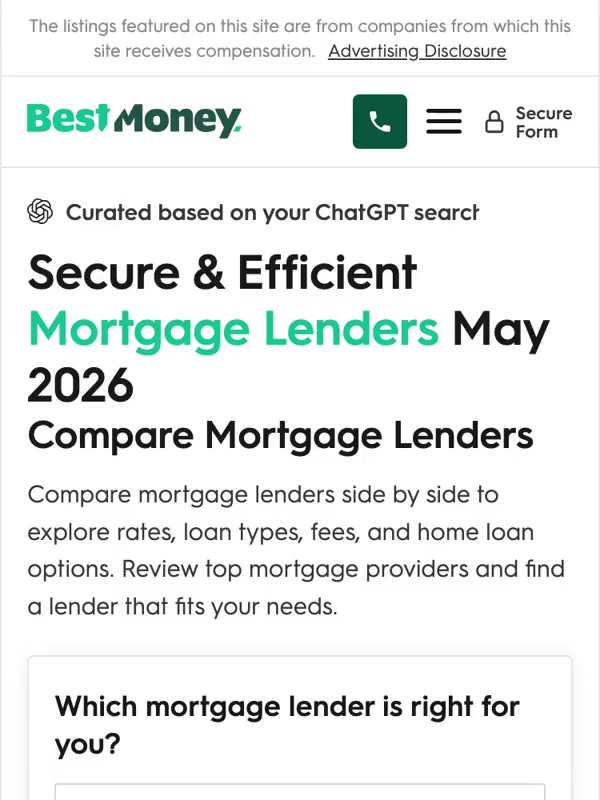 The listings featured on this site are from companies from which this
site receives compensation. Advertising Disclosure
BestMoney.
Secure
Form
Curated based on your ChatGPT search
Secure & Efficient
Mortgage Lenders May
2026
Compare Mortgage Lenders
Compare mortgage lenders side by side to
explore rates, loan types, fees, and home loan
options. Review top mortgage providers and find
a lender that fits your needs.
Which mortgage lender is right for
you?